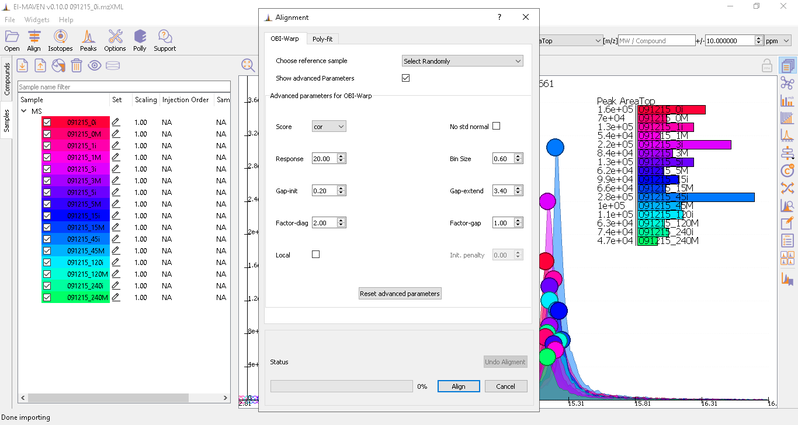 EI-MAVEN v0.10.0 091215_0i.mzXML
File Widgets Help
Open Align Isotopes Peaks Options Polly Support
[m/z] MW / Compound +/- 10.000000 ppm
Compounds
Samples
Sample name filter
Sample Set Scaling Injection Order Sam
MS
091215_0i 1.00 NA NA
091215_0M 1.00 NA NA
091215_1i 1.00 NA NA
091215_1M 1.00 NA NA
091215_3i 1.00 NA NA
091215_3M 1.00 NA NA
091215_5i 1.00 NA NA
091215_5M 1.00 NA NA
091215_15i 1.00 NA NA
091215_15M 1.00 NA NA
091215_45i 1.00 NA NA
091215_45M 1.00 NA NA
091215_120i 1.00 NA NA
091215_120M 1.00 NA NA
091215_240i 1.00 NA NA
091215_240M 1.00 NA NA
Done importing
Alignment
OBI-Warp Poly-fit
Choose reference sample Select Randomly
Show advanced Parameters
Advanced parameters for OBI-Warp
Score cor No std normal
Response 20.00 Bin Size 0.60
Gap-init 0.20 Gap-extend 3.40
Factor-diag 2.00 Factor-gap 1.00
Local Init. penalty 0.00
Reset advanced parameters
Status Undo Aligment
0% Align Cancel
Peak AreaTop
1.6e+05 091215_0i
7e+04 091215_0M
1.3e+05 091215_1i
5.4e+04 091215_1M
2.2e+05 091215_3i
8.4e+04 091215_3M
1.3e+05 091215_5i
6.2e+04 091215_5M
9.9e+04 091215_15i
6.6e+04 091215_15M
2.8e+05 091215_45i
1e+05 091215_45M
1.1e+05 091215_120i
6.3e+04 091215_120M
7.4e+04 091215_240i
4.7e+04 091215_240M
15.31 15.81 16.31